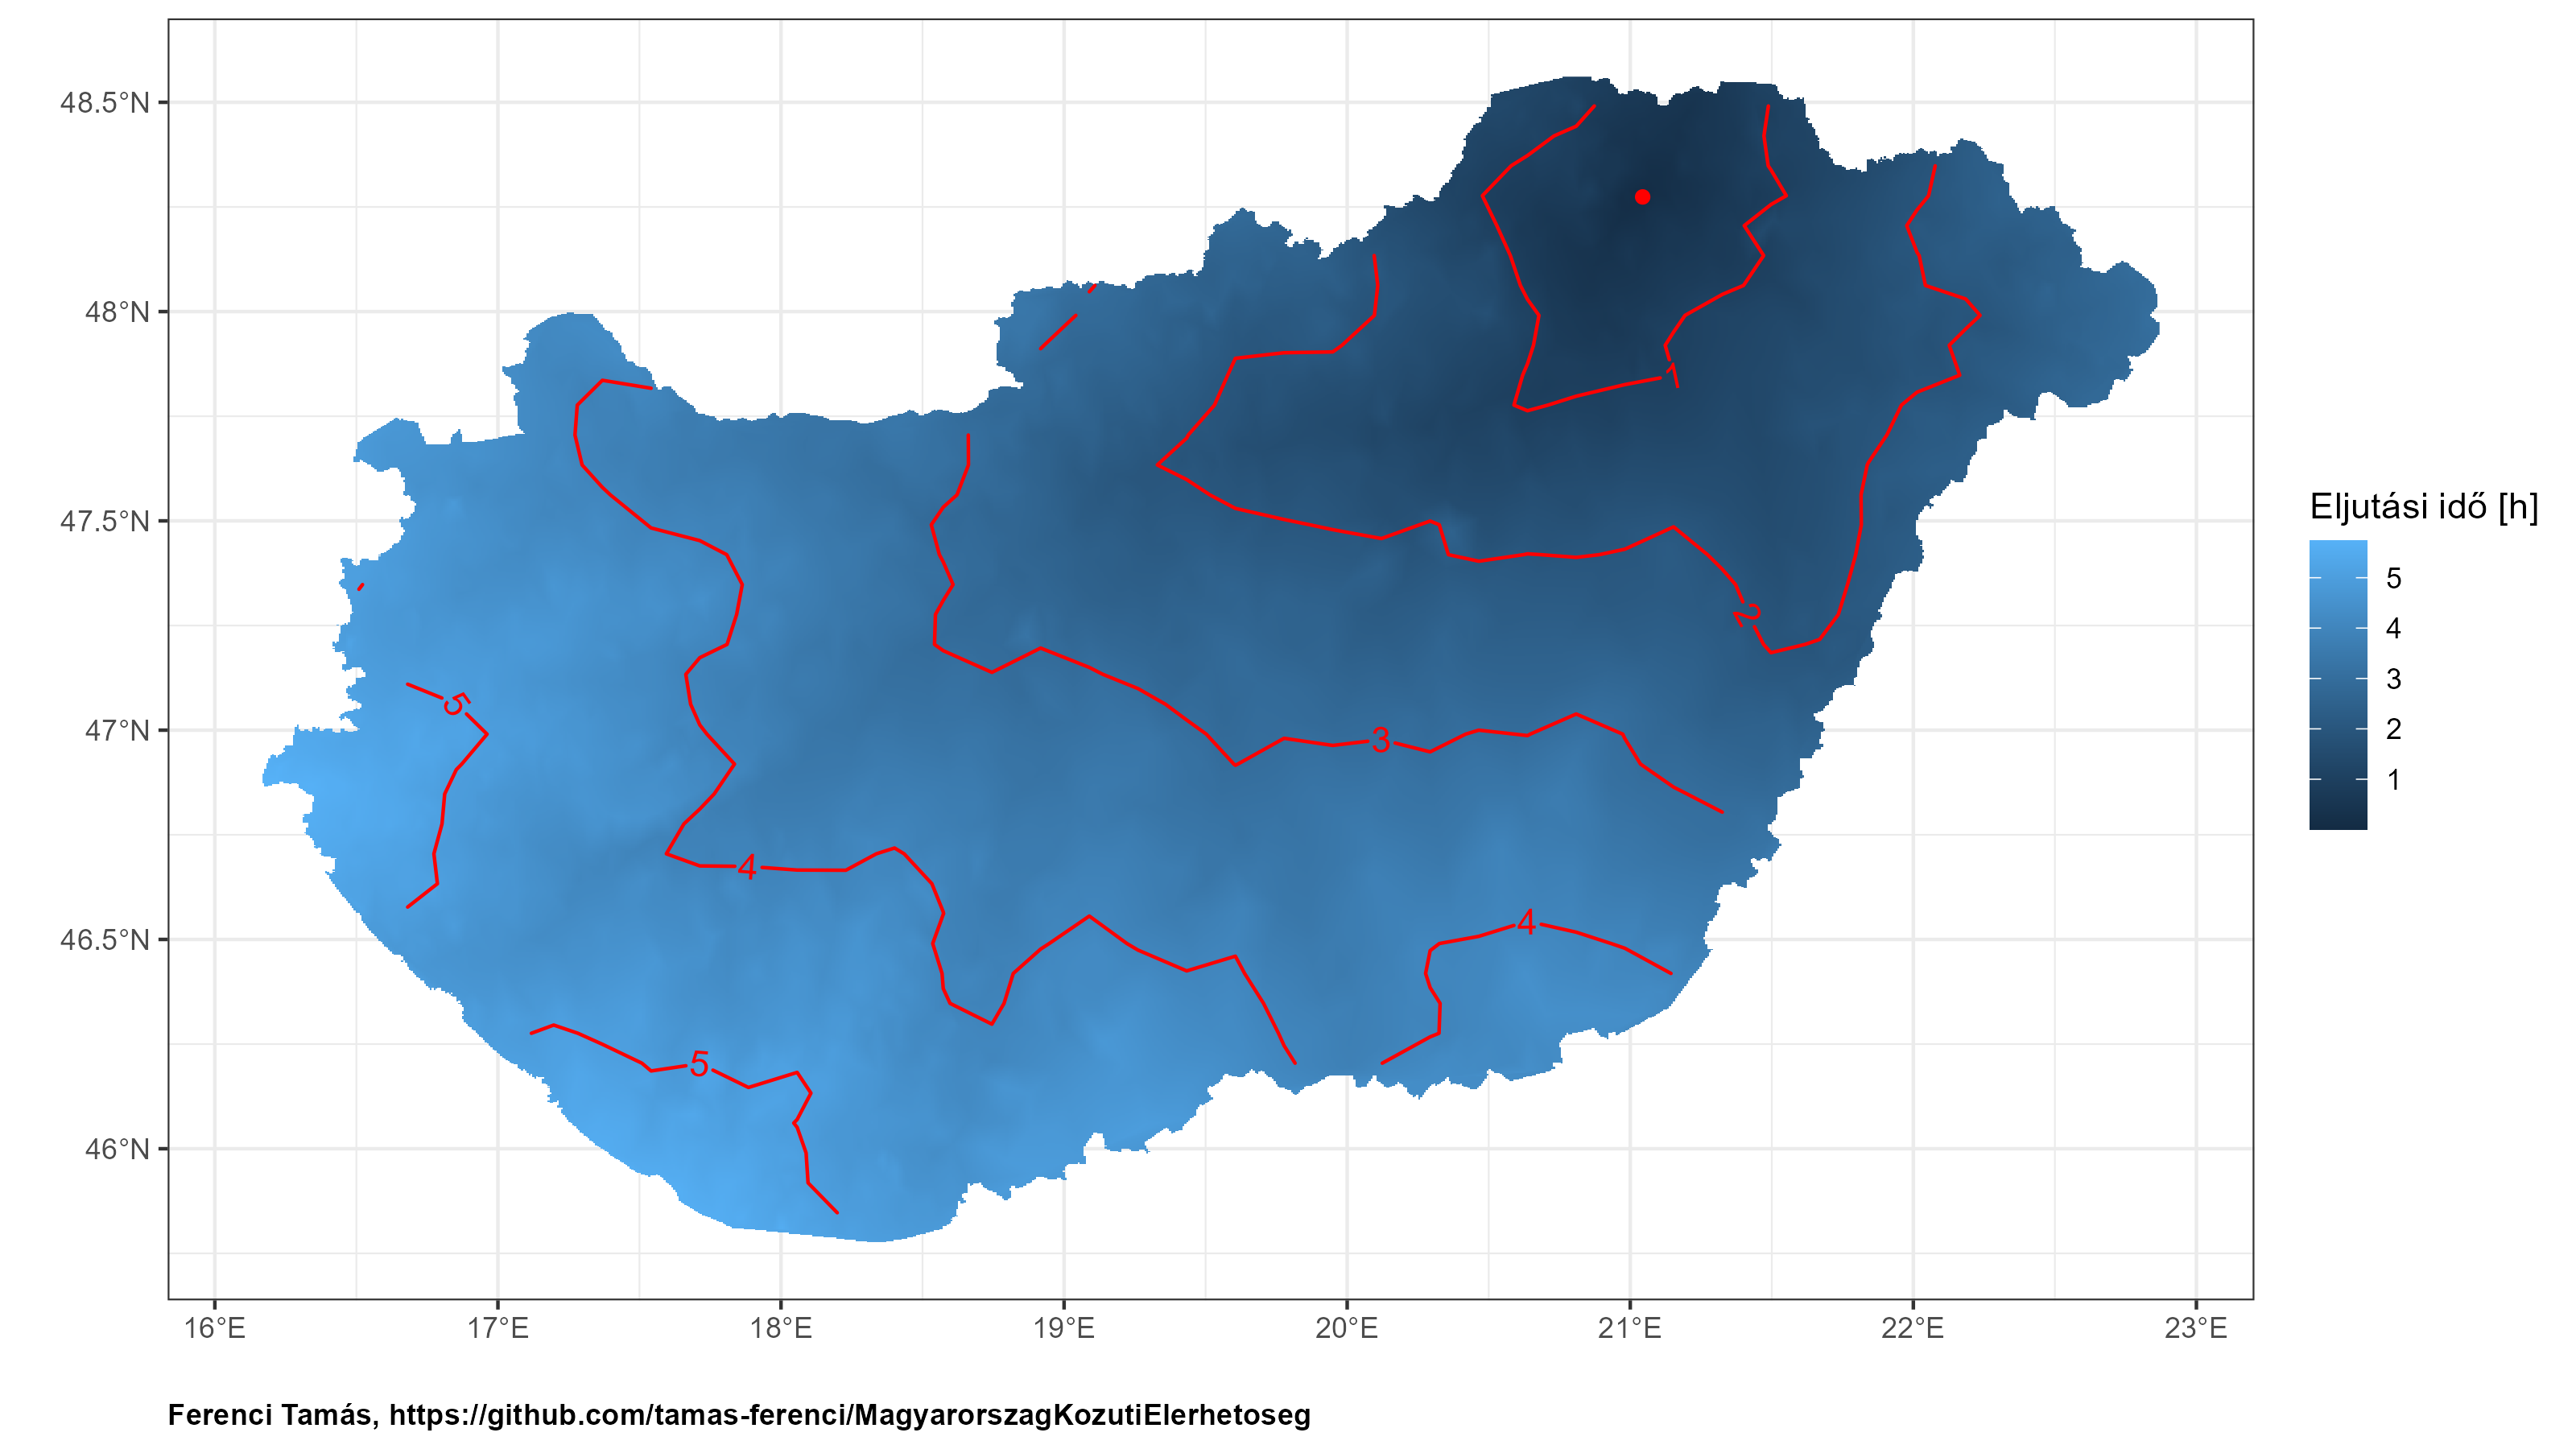 48.5°N
48°N
47.5°N
47°N
46.5°N
46°N
16°E 17°E 18°E 19°E 20°E 21°E 22°E 23°E
1
2
3
4
4
5
5
Eljutási idő [h]
5
4
3
2
1
Ferenci Tamás, https://github.com/tamas-ferenci/MagyarorszagKozutiElerhetoseg